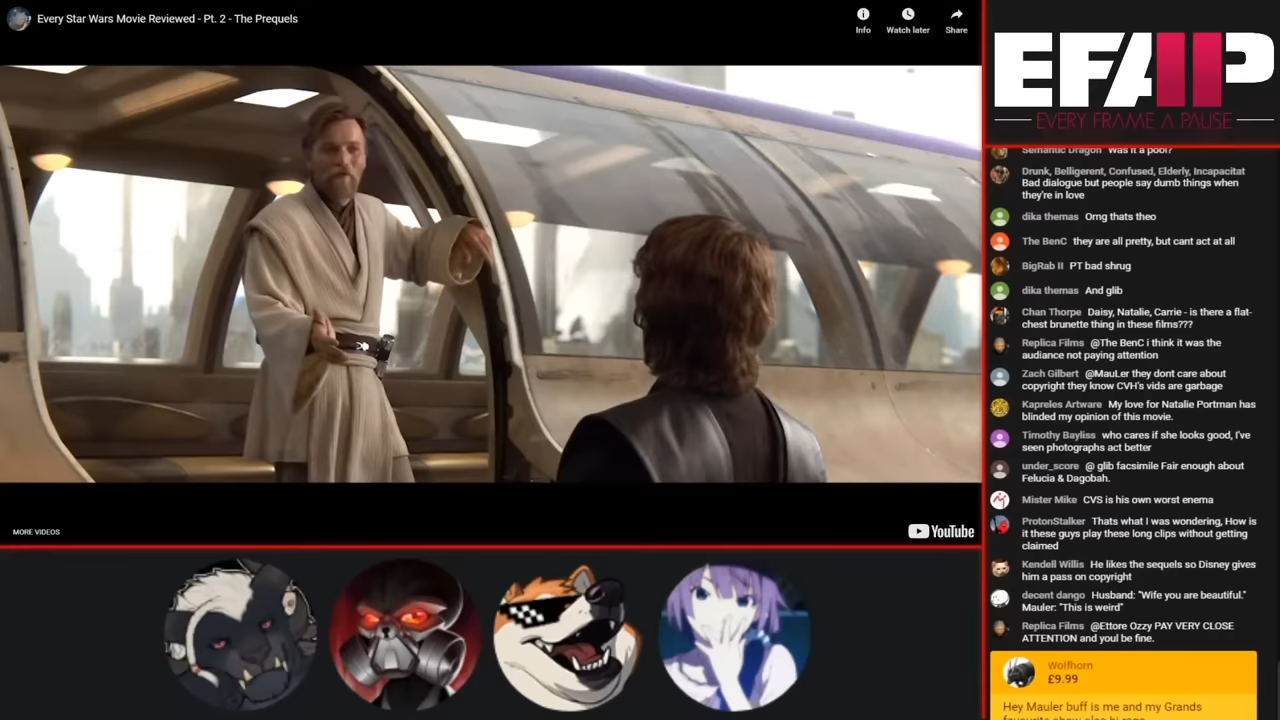 Every Star Wars Movie Reviewed - Pt. 2 - The Prequels
Info
Watch later
Share
MORE VIDEOS
YouTube
EFAP
EVERY FRAME A PAUSE
Semantic Dragon Was it a pool?
Drunk, Belligerent, Confused, Elderly, Incapacitat
Bad dialogue but people say dumb things when
they're in love
dika themas Omg thats theo
The BenC they are all pretty, but cant act at all
BigRab II PT bad shrug
dika themas And glib
Chan Thorpe Daisy, Natalie, Carrie - is there a flat-
chest brunette thing in these films???
Replica Films @The BenC i think it was the
audience not paying attention
Zach Gilbert @MauLer they dont care about
copyright they know CVH's vids are garbage
Kapreles Artware My love for Natalie Portman has
blinded my opinion of this movie.
Timothy Bayliss who cares if she looks good, I've
seen photographs act better
under_score @ glib facsimile Fair enough about
Felucia & Dagobah.
Mister Mike CVS is his own worst enema
ProtonStalker Thats what I was wondering, How is
it these guys play these long clips without getting
claimed
Kendell Willis He likes the sequels so Disney gives
him a pass on copyright
decent dango Husband: "Wife you are beautiful."
Mauler: "This is weird"
Replica Films @Ettore Ozzy PAY VERY CLOSE
ATTENTION and youl be fine.
Wolfhorn
£9.99
Hey Mauler buff is me and my Grands